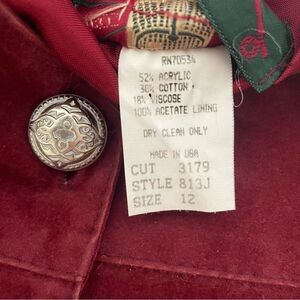 RN70534
52% ACRYLIC
30% COTTON
18% VISCOSE
100% ACETATE LINING
DRY CLEAN ONLY
MADE IN USA
CUT 3179
STYLE 813J
SIZE 12